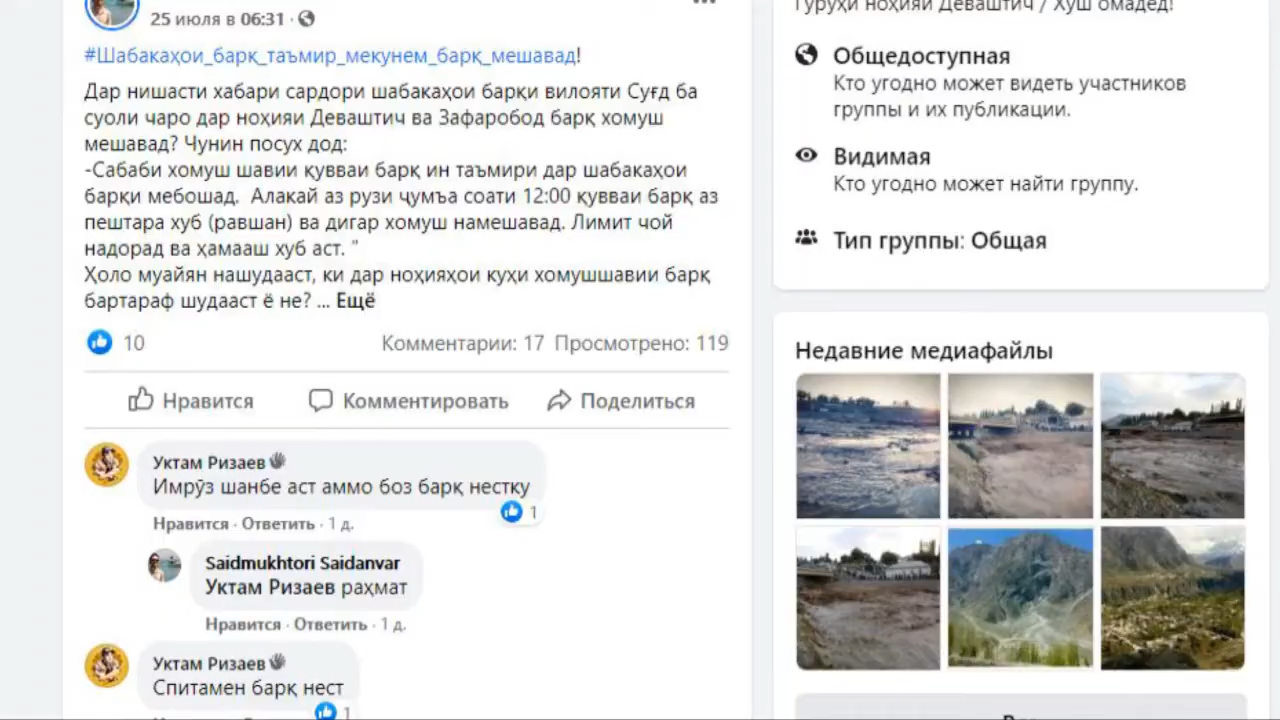 25 июля в 06:31 ·
#Шабакаҳои_барқ_таъмир_мекунем_барқ_мешавад!
Дар нишасти хабари сардори шабакаҳои барқи вилояти Суғд ба
суоли чаро дар ноҳияи Деваштич ва Зафаробод барқ хомуш
мешавад? Чунин посух дод:
-Сабаби хомуш шавии қувваи барқ ин таъмири дар шабакаҳои
барқи мебошад. Алакай аз рузи ҷумъа соати 12:00 қувваи барқ аз
пештара хуб (равшан) ва дигар хомуш намешавад. Лимит ҷой
надорад ва ҳамааш хуб аст. "
Ҳоло муайян нашудааст, ки дар ноҳияҳои куҳи хомушшавии барқ
бартараф шудааст ё не? ... Ещё
10
Комментарии: 17 Просмотрено: 119
Нравится Комментировать Поделиться
Уктам Ризаев
Имрӯз шанбе аст аммо боз барқ нестку
1
Нравится · Ответить · 1 д.
Saidmukhtori Saidanvar
Уктам Ризаев раҳмат
Нравится · Ответить · 1 д.
Уктам Ризаев
Спитамен барқ нест
1
Гуруҳи ноҳияи Деваштич / Хуш омадед!
Общедоступная
Кто угодно может видеть участников
группы и их публикации.
Видимая
Кто угодно может найти группу.
Тип группы: Общая
Недавние медиафайлы